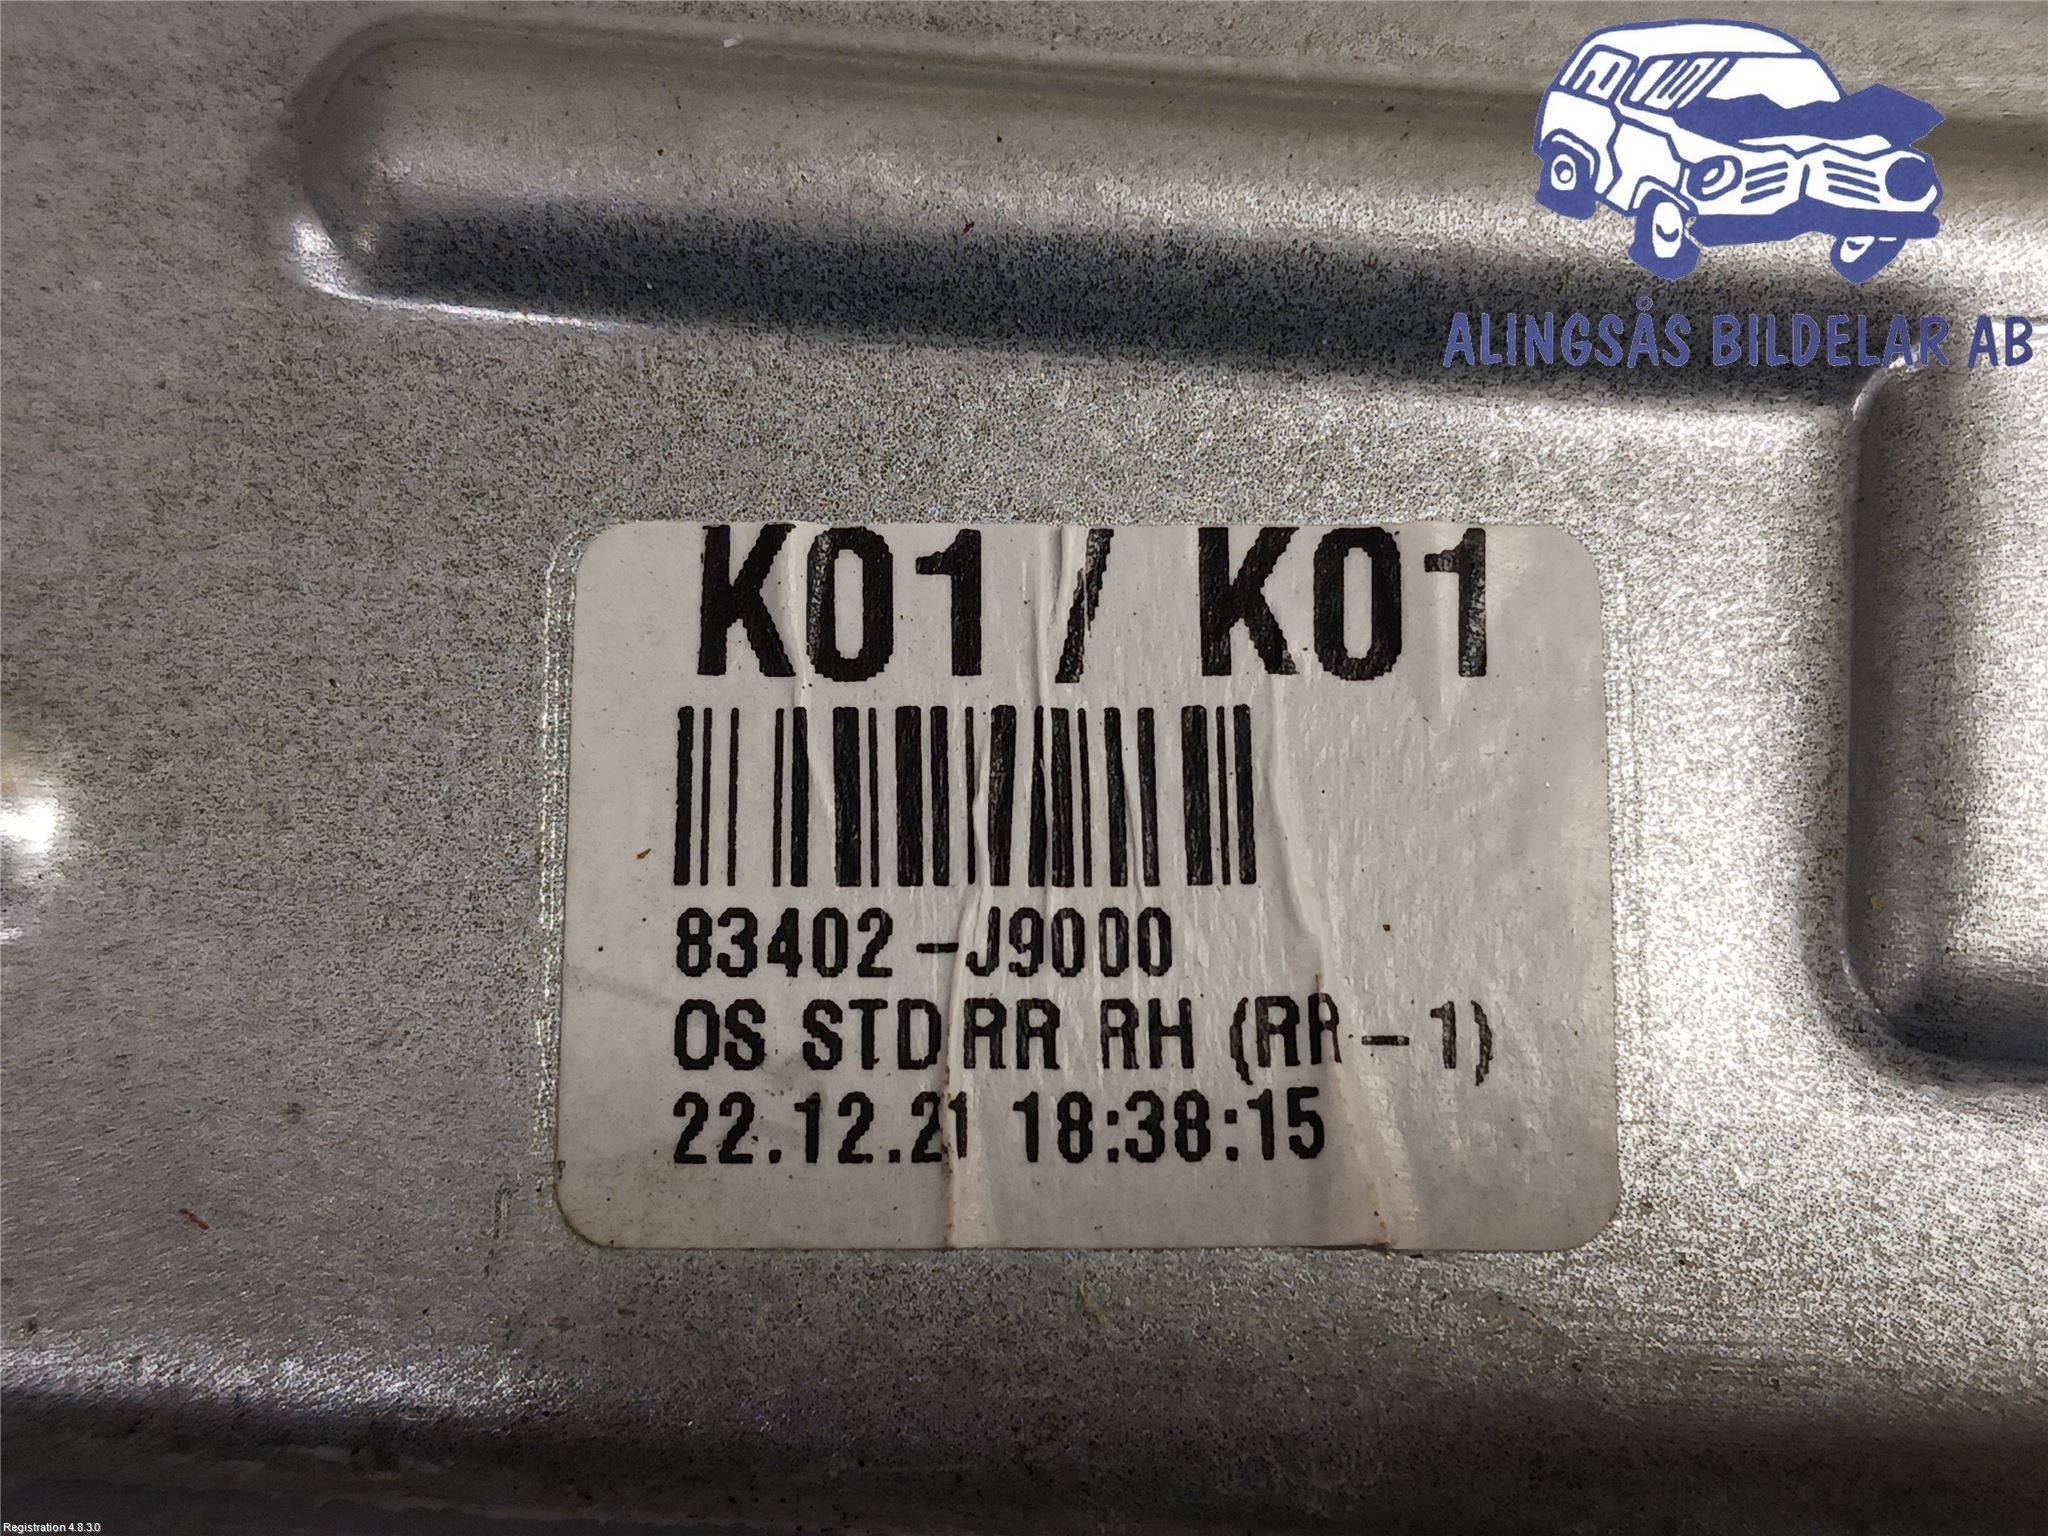 ALINGSÅS BILDELAR AB
K01 / K01
83402-J9000
OS STD RR RH (RR-1)
22.12.21 18:38:15
Registration 4.8.3.0